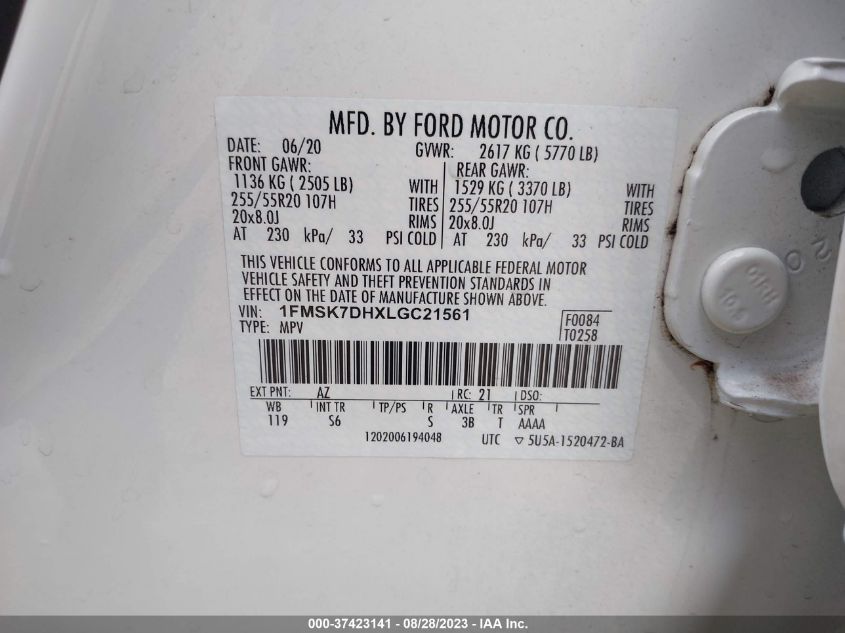 MFD. BY FORD MOTOR CO.
DATE: 06/20 GVWR: 2617 KG ( 5770 LB)
FRONT GAWR: REAR GAWR:
1136 KG ( 2505 LB) WITH 1529 KG ( 3370 LB) WITH
255/55R20 107H TIRES 255/55R20 107H TIRES
20x8.0J RIMS 20x8.0J RIMS
AT 230 kPa/ 33 PSI COLD AT 230 kPa/ 33 PSI COLD
THIS VEHICLE CONFORMS TO ALL APPLICABLE FEDERAL MOTOR
VEHICLE SAFETY AND THEFT PREVENTION STANDARDS IN
EFFECT ON THE DATE OF MANUFACTURE SHOWN ABOVE.
VIN: 1FMSK7DHXLGC21561 F0084
TYPE: MPV T0258
EXT PNT: AZ RC: 21 DSO:
WB INT TR TP/PS R AXLE TR SPR
119 S6 S 3B T AAAA
1202006194048 UTC ▽ 5U5A-1520472-BA
000-37423141 - 08/28/2023 - IAA Inc.